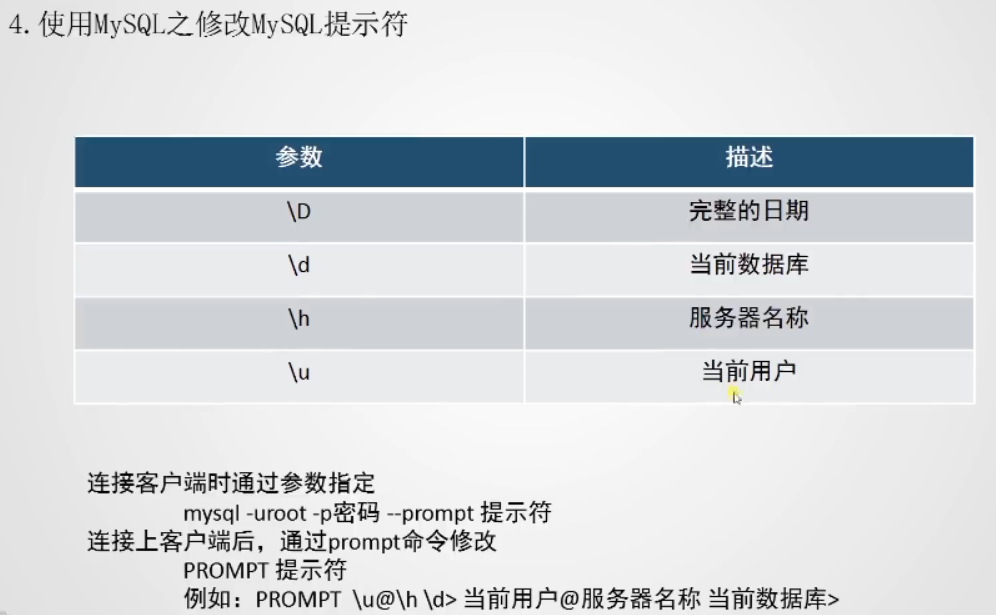 4. 使用MySQL之修改MySQL提示符
参数 描述
\D 完整的日期
\d 当前数据库
\h 服务器名称
\u 当前用户
连接客户端时通过参数指定
mysql -uroot -p密码 --prompt 提示符
连接上客户端后，通过prompt命令修改
PROMPT 提示符
例如：PROMPT \u@\h \d> 当前用户@服务器名称 当前数据库>